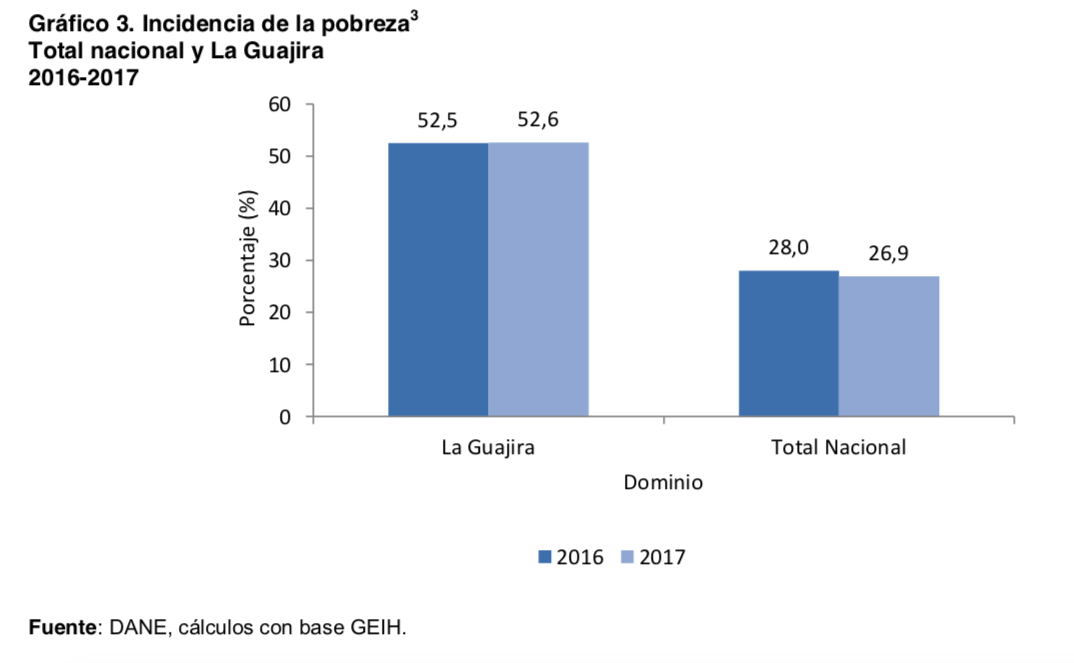 Gráfico 3. Incidencia de la pobreza³
Total nacional y La Guajira
2016-2017
60
50
40
30
20
10
0
Porcentaje (%)
52,5
52,6
28,0
26,9
La Guajira
Total Nacional
Dominio
2016
2017
Fuente: DANE, cálculos con base GEIH.